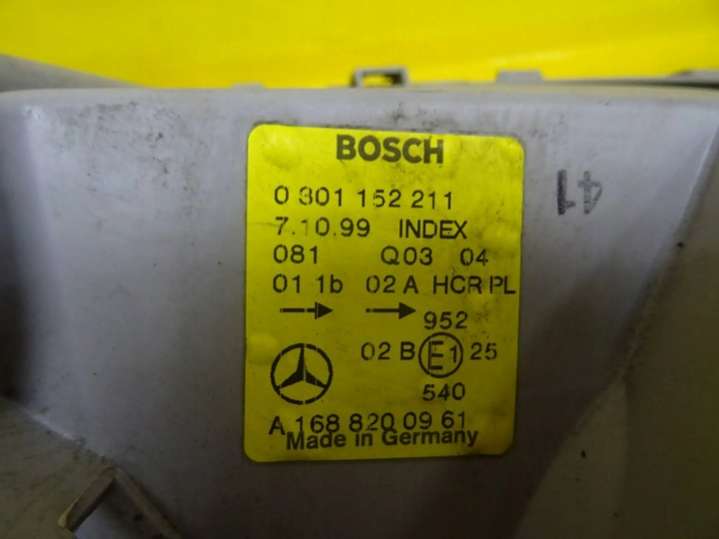 BOSCH
0 301 152 211
7.10.99 INDEX
081 Q03 04
01 1b 02 A HCR PL
952
02 B E1 25
540
A 168 820 09 61
Made in Germany
41